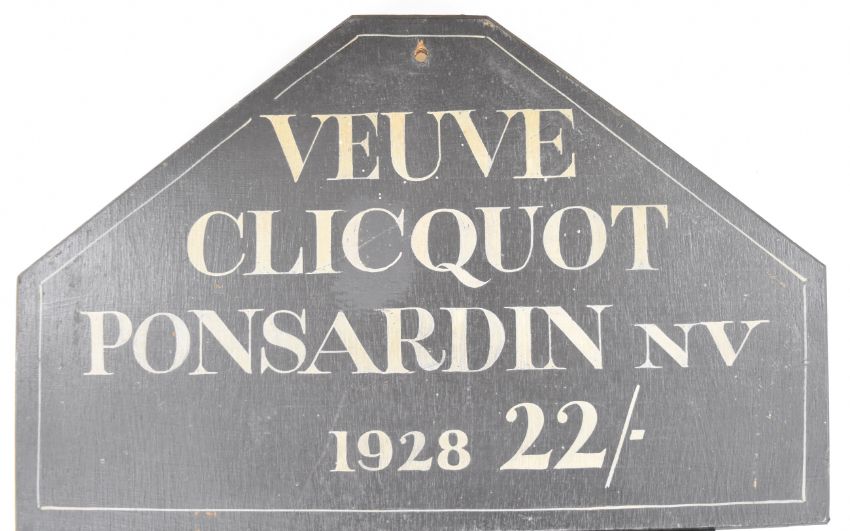 VEUVE
CLICQUOT
PONSARDIN NV
1928 22/-